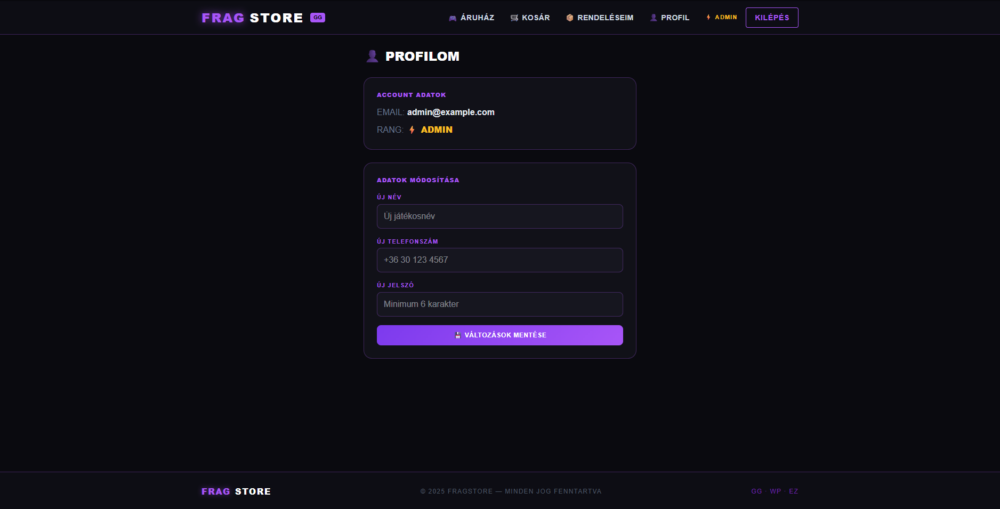 FRAG STORE GG
🎮 ÁRUHÁZ 🛒 KOSÁR 📦 RENDELÉSEIM 👤 PROFIL ⚡ ADMIN KILÉPÉS
👤 PROFILOM
ACCOUNT ADATOK
EMAIL: admin@example.com
RANG: ⚡ ADMIN
ADATOK MÓDOSÍTÁSA
ÚJ NÉV
Új játékosnév
ÚJ TELEFONSZÁM
+36 30 123 4567
ÚJ JELSZÓ
Minimum 6 karakter
💾 VÁLTOZÁSOK MENTÉSE
FRAG STORE
© 2025 FRAGSTORE — MINDEN JOG FENNTARTVA
GG · WP · EZ